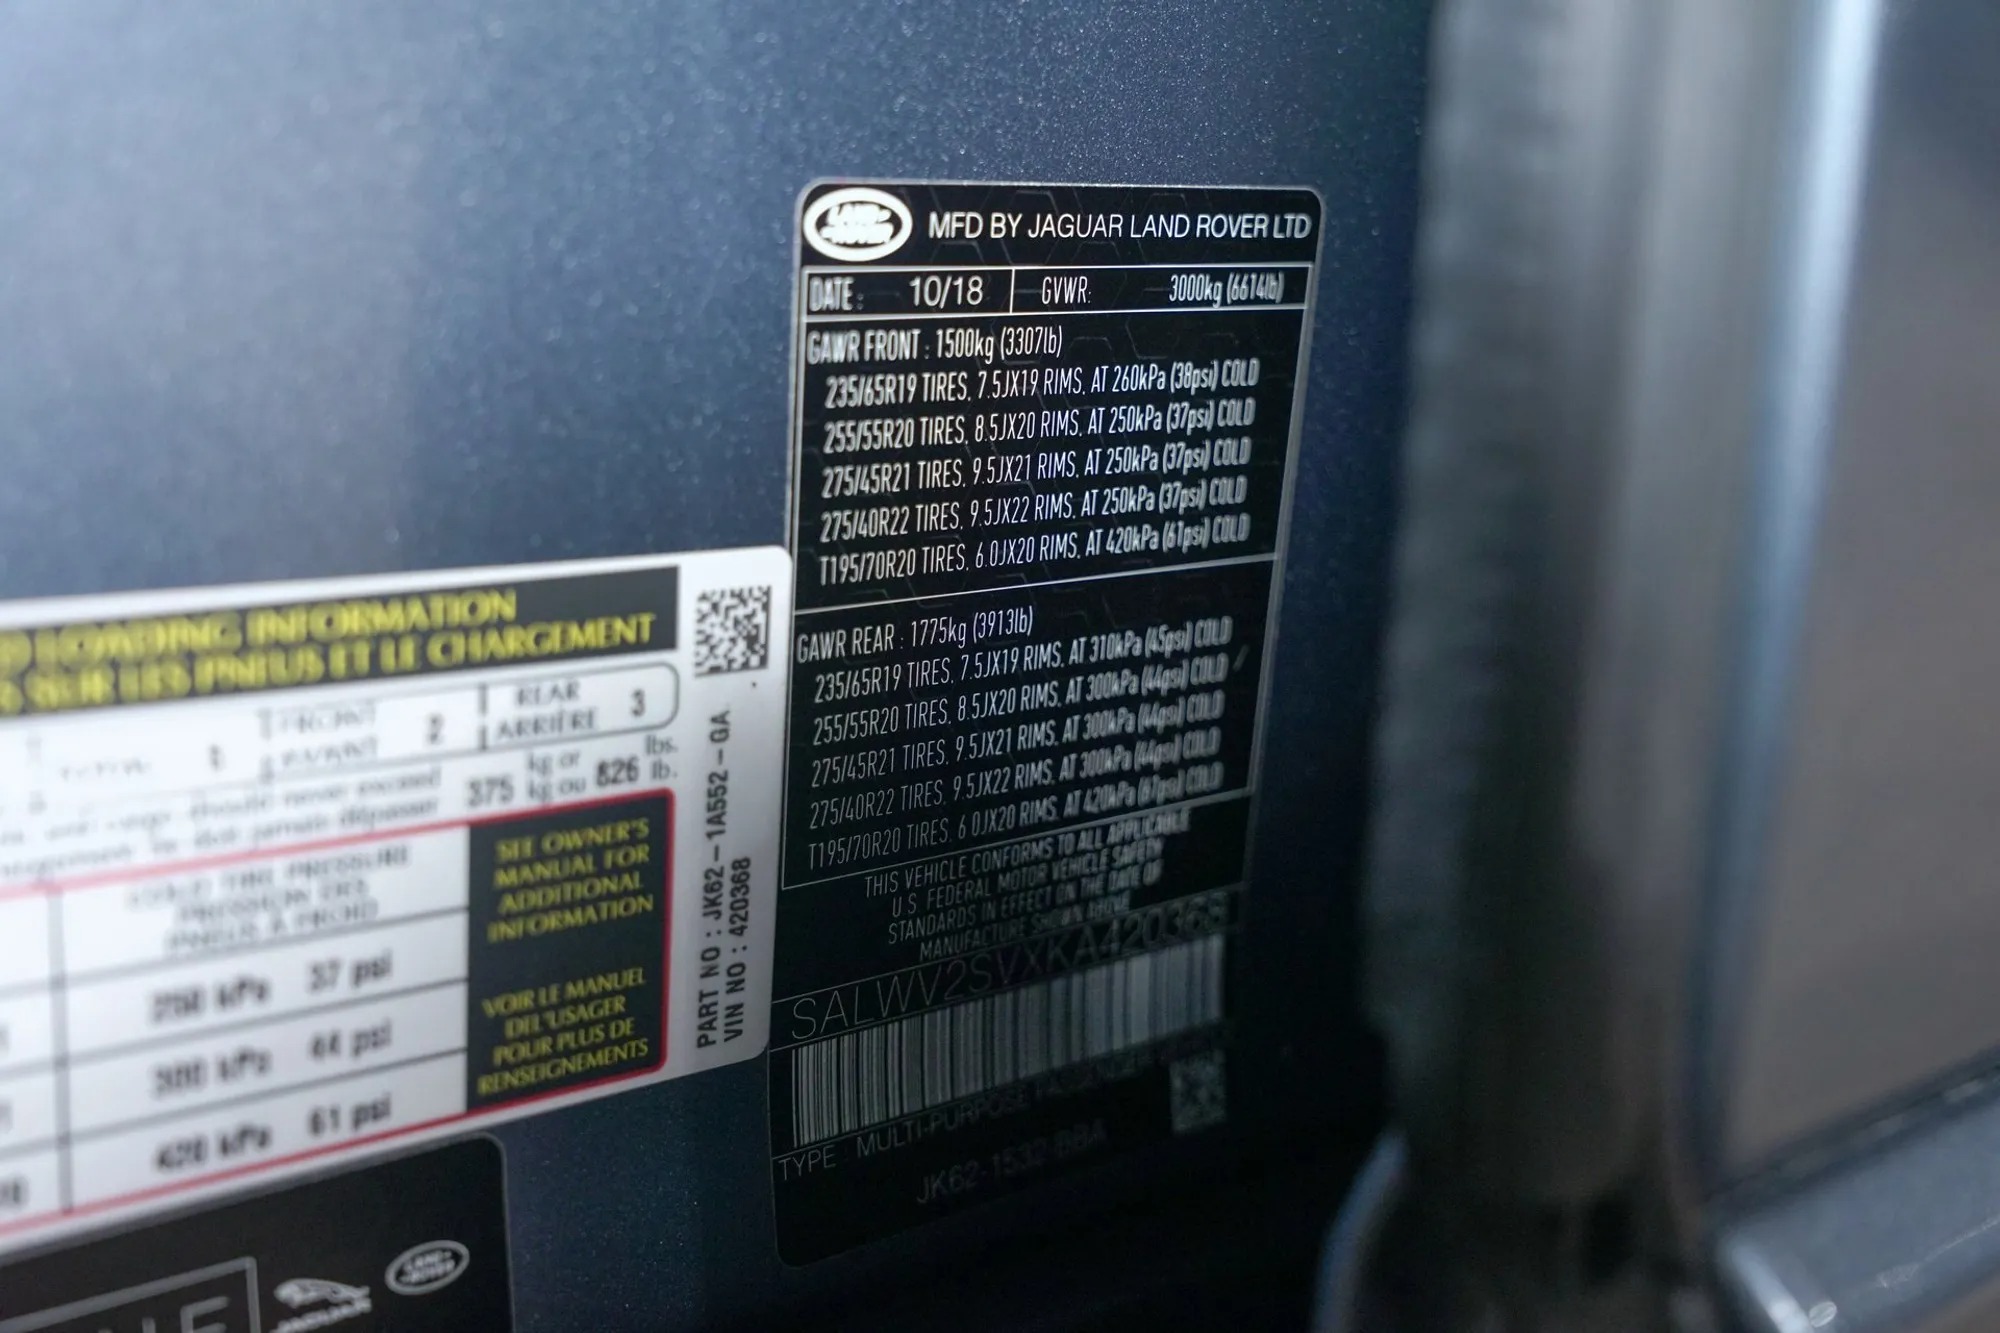 LAND ROVER
MFD BY JAGUAR LAND ROVER LTD
DATE : 10/18 GVWR: 3000kg (6614lb)
GAWR FRONT : 1500kg (3307lb)
235/65R19 TIRES, 7.5JX19 RIMS, AT 260kPa (38psi) COLD
255/55R20 TIRES, 8.5JX20 RIMS, AT 250kPa (37psi) COLD
275/45R21 TIRES, 9.5JX21 RIMS, AT 250kPa (37psi) COLD
275/40R22 TIRES, 9.5JX22 RIMS, AT 250kPa (37psi) COLD
T195/70R20 TIRES, 6.0JX20 RIMS, AT 420kPa (61psi) COLD
GAWR REAR : 1775kg (3913lb)
235/65R19 TIRES, 7.5JX19 RIMS, AT 310kPa (45psi) COLD
255/55R20 TIRES, 8.5JX20 RIMS, AT 300kPa (44psi) COLD
275/45R21 TIRES, 9.5JX21 RIMS, AT 300kPa (44psi) COLD
275/40R22 TIRES, 9.5JX22 RIMS, AT 300kPa (44psi) COLD
T195/70R20 TIRES, 6.0JX20 RIMS, AT 420kPa (61psi) COLD
THIS VEHICLE CONFORMS TO ALL APPLICABLE
U.S. FEDERAL MOTOR VEHICLE SAFETY
STANDARDS IN EFFECT ON THE DATE OF
MANUFACTURE SHOWN ABOVE
SALWV2SVXKA420368
TYPE : MULTI-PURPOSE PASSENGER
JK62-1532-BBA
LOADING INFORMATION
SUR LES PNEUS ET LE CHARGEMENT
FRONT 2 REAR 3
AVANT ARRIÈRE
should never exceed 375 kg or 826 lbs.
jamais dépasser kg ou lb.
COLD TIRE PRESSURE
PRESSION DES
PNEUS À FROID
250 kPa 37 psi
300 kPa 44 psi
420 kPa 61 psi
SEE OWNER'S
MANUAL FOR
ADDITIONAL
INFORMATION
VOIR LE MANUEL
DE L'USAGER
POUR PLUS DE
RENSEIGNEMENTS
PART NO : JK62-1A552-GA
VIN NO : 420368
JAGUAR
LAND ROVER